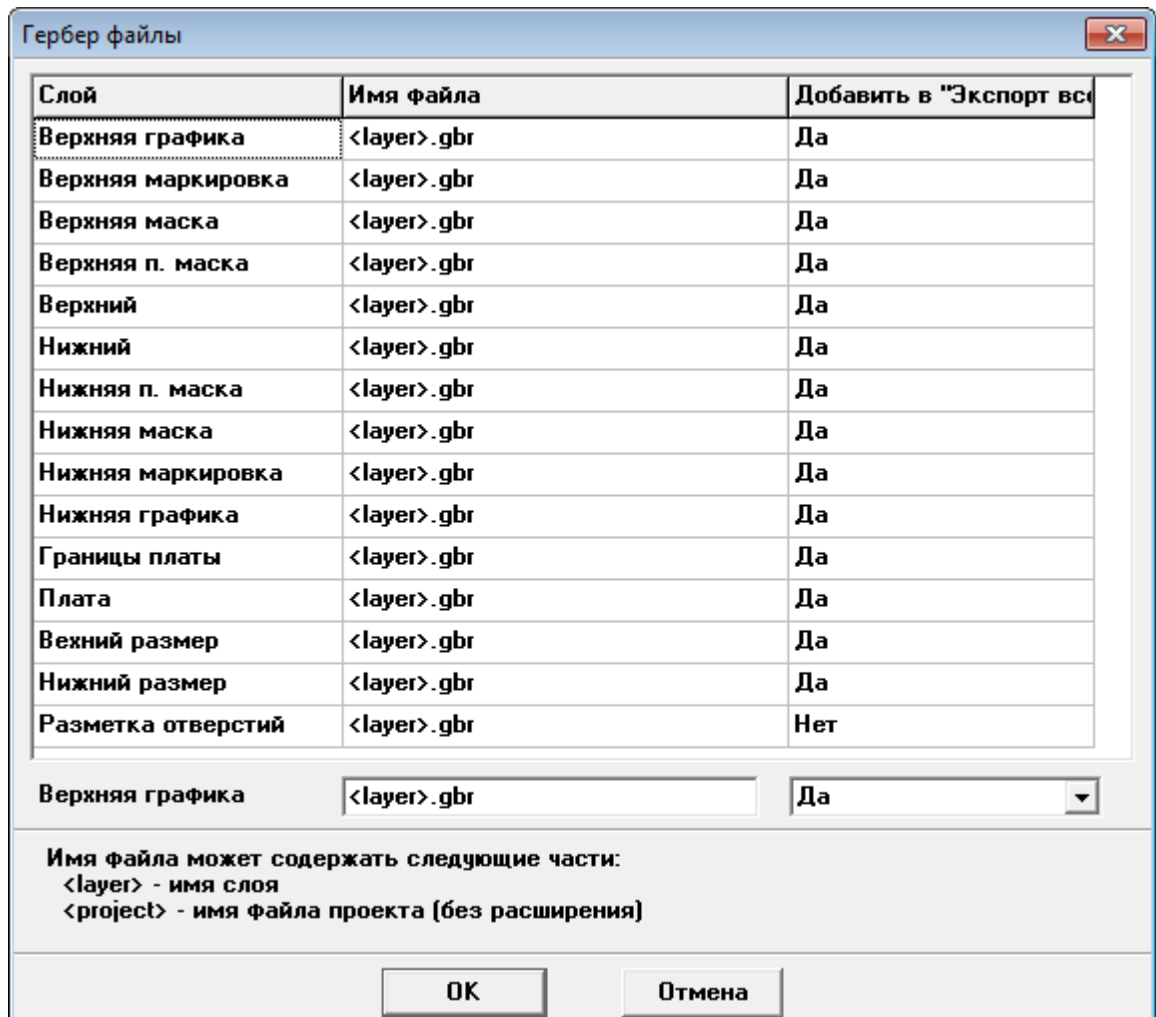 Гербер файлы
Слой Имя файла Добавить в "Экспорт все
Верхняя графика <layer>.gbr Да
Верхняя маркировка <layer>.gbr Да
Верхняя маска <layer>.gbr Да
Верхняя п. маска <layer>.gbr Да
Верхний <layer>.gbr Да
Нижний <layer>.gbr Да
Нижняя п. маска <layer>.gbr Да
Нижняя маска <layer>.gbr Да
Нижняя маркировка <layer>.gbr Да
Нижняя графика <layer>.gbr Да
Границы платы <layer>.gbr Да
Плата <layer>.gbr Да
Вехний размер <layer>.gbr Да
Нижний размер <layer>.gbr Да
Разметка отверстий <layer>.gbr Нет
Верхняя графика <layer>.gbr Да
Имя файла может содержать следующие части:
<layer> - имя слоя
<project> - имя файла проекта (без расширения)
OK Отмена